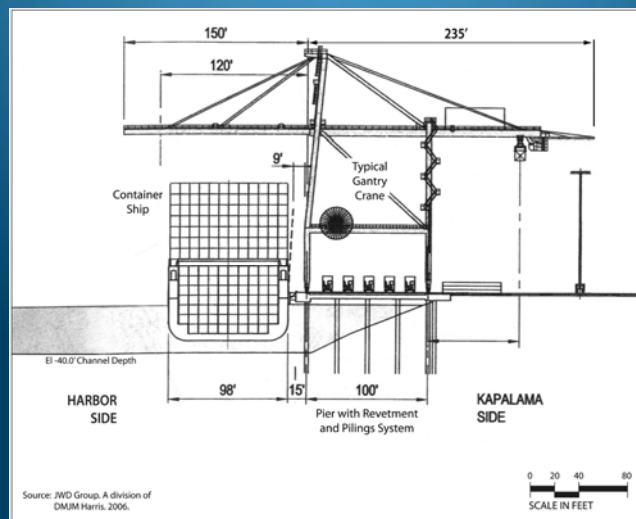 150'
235'
120'
9'
Typical
Gantry
Crane
Container
Ship
El -40.0' Channel Depth
98'
15'
100'
HARBOR
SIDE
KAPALAMA
SIDE
Pier with Revetment
and Pilings System
Source: JWD Group. A division of
DMJM Harris. 2006.
0 20 40 80
SCALE IN FEET